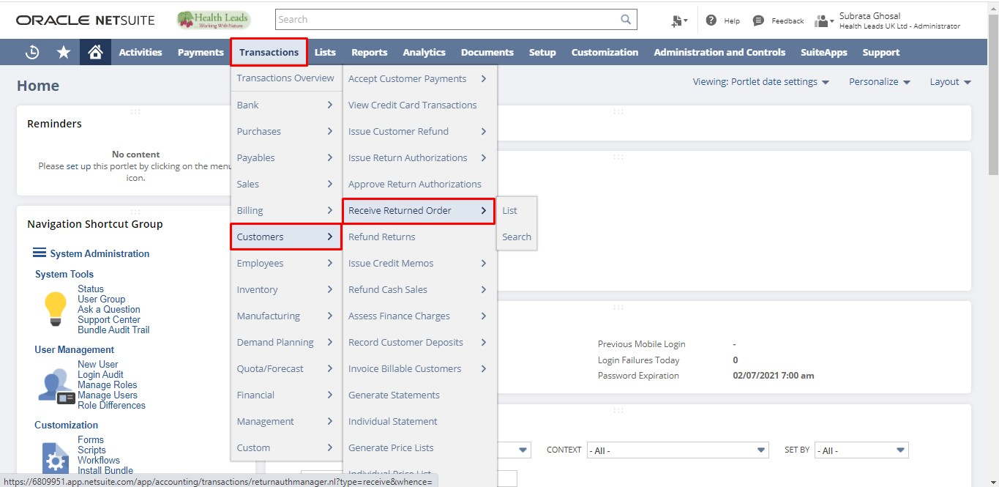 ORACLE NETSUITE
Health Leads
...Working With Nature
Search
Help
Feedback
Subrata Ghosal
Health Leads UK Ltd - Administrator
Activities
Payments
Transactions
Lists
Reports
Analytics
Documents
Setup
Customization
Administration and Controls
SuiteApps
Support
Home
Viewing: Portlet date settings
Personalize
Layout
Reminders
No content
Please set up this portlet by clicking on the menu
icon.
Navigation Shortcut Group
System Administration
System Tools
Status
User Group
Ask a Question
Support Center
Bundle Audit Trail
User Management
New User
Login Audit
Manage Roles
Manage Users
Role Differences
Customization
Forms
Scripts
Workflows
Install Bundle
Transactions Overview
Bank
Purchases
Payables
Sales
Billing
Customers
Employees
Inventory
Manufacturing
Demand Planning
Quota/Forecast
Financial
Management
Custom
Accept Customer Payments
View Credit Card Transactions
Issue Customer Refund
Issue Return Authorizations
Approve Return Authorizations
Receive Returned Order
Refund Returns
Issue Credit Memos
Refund Cash Sales
Assess Finance Charges
Record Customer Deposits
Invoice Billable Customers
Generate Statements
Individual Statement
Generate Price Lists
Individual Price List
List
Search
Previous Mobile Login -
Login Failures Today 0
Password Expiration 02/07/2021 7:00 am
CONTEXT - All -
SET BY - All -
https://6809951.app.netsuite.com/app/accounting/transactions/returnauthmanager.nl?type=receive&whence=